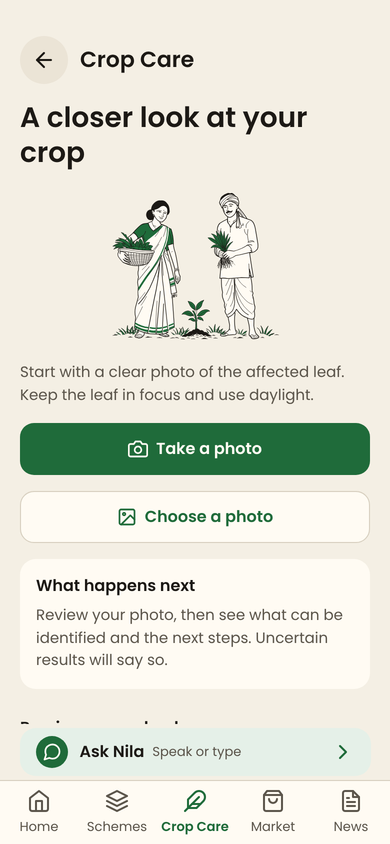 Crop Care
A closer look at your
crop
Start with a clear photo of the affected leaf.
Keep the leaf in focus and use daylight.
Take a photo
Choose a photo
What happens next
Review your photo, then see what can be
identified and the next steps. Uncertain
results will say so.
Ask Nila Speak or type
Home Schemes Crop Care Market News